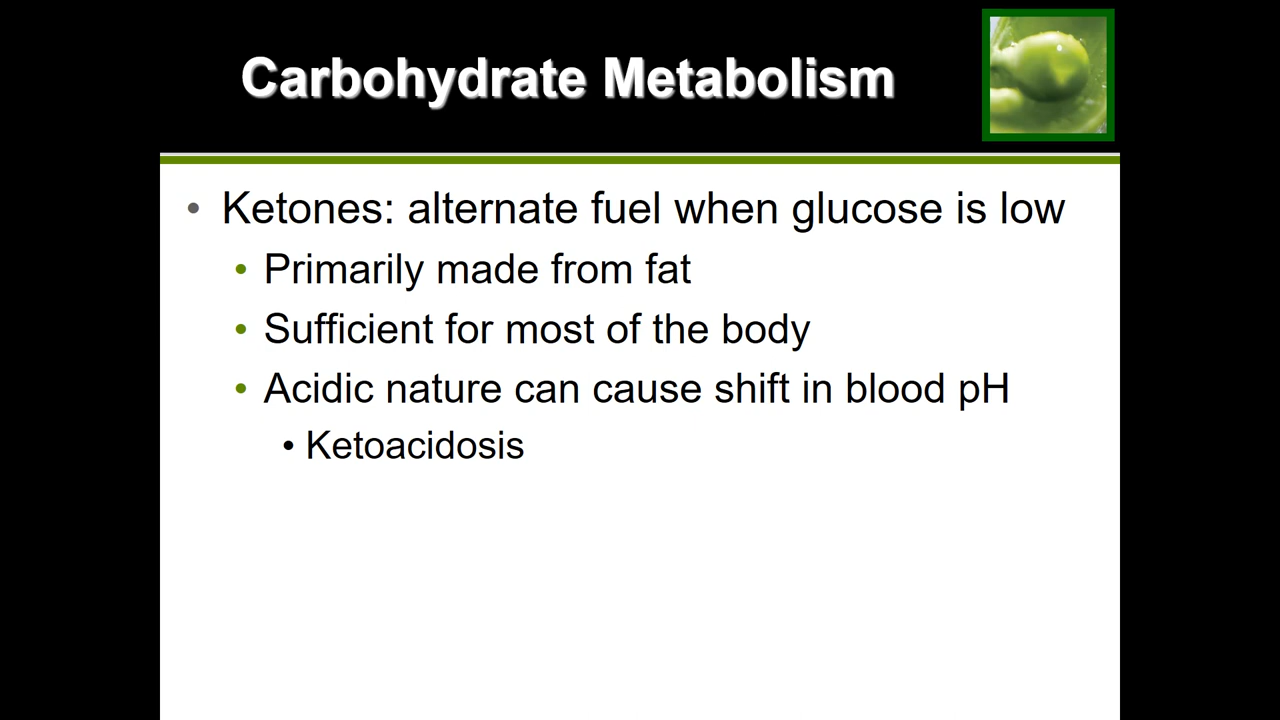 Carbohydrate Metabolism
• Ketones: alternate fuel when glucose is low
• Primarily made from fat
• Sufficient for most of the body
• Acidic nature can cause shift in blood pH
• Ketoacidosis